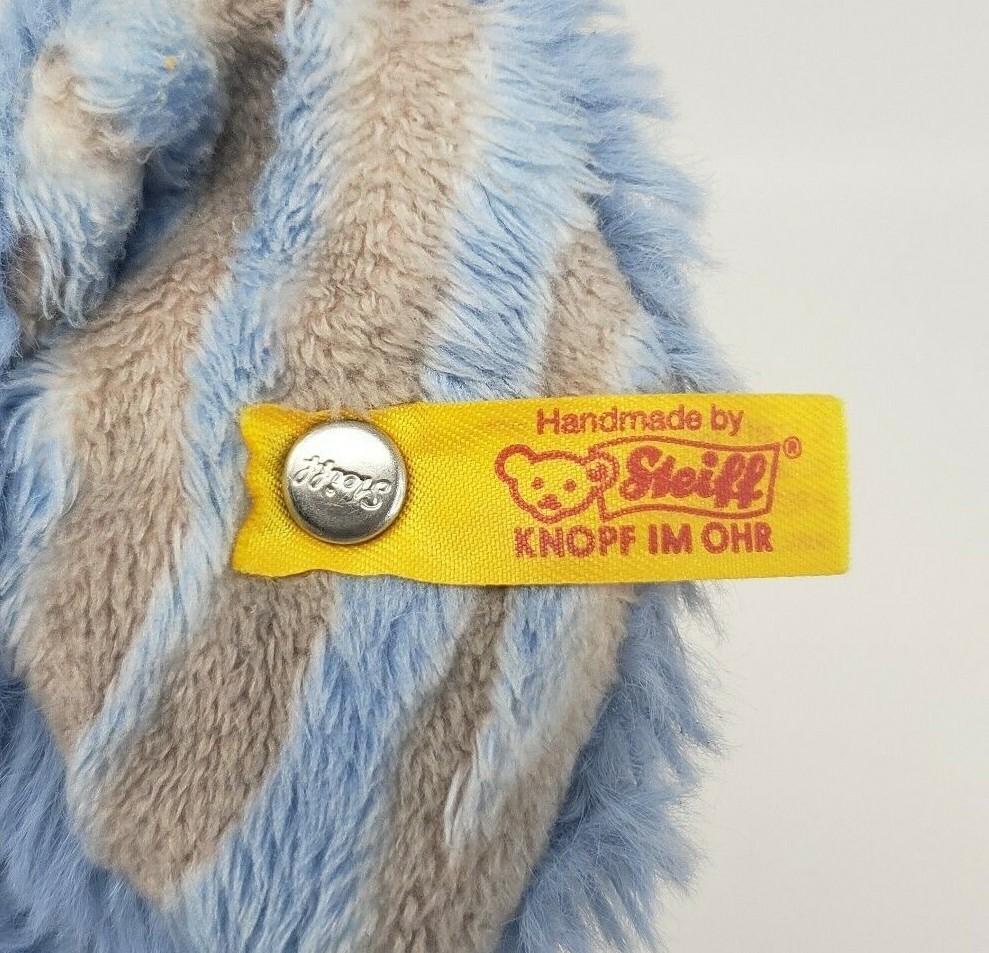 Handmade by
Steiff®
KNOPF IM OHR
Steiff